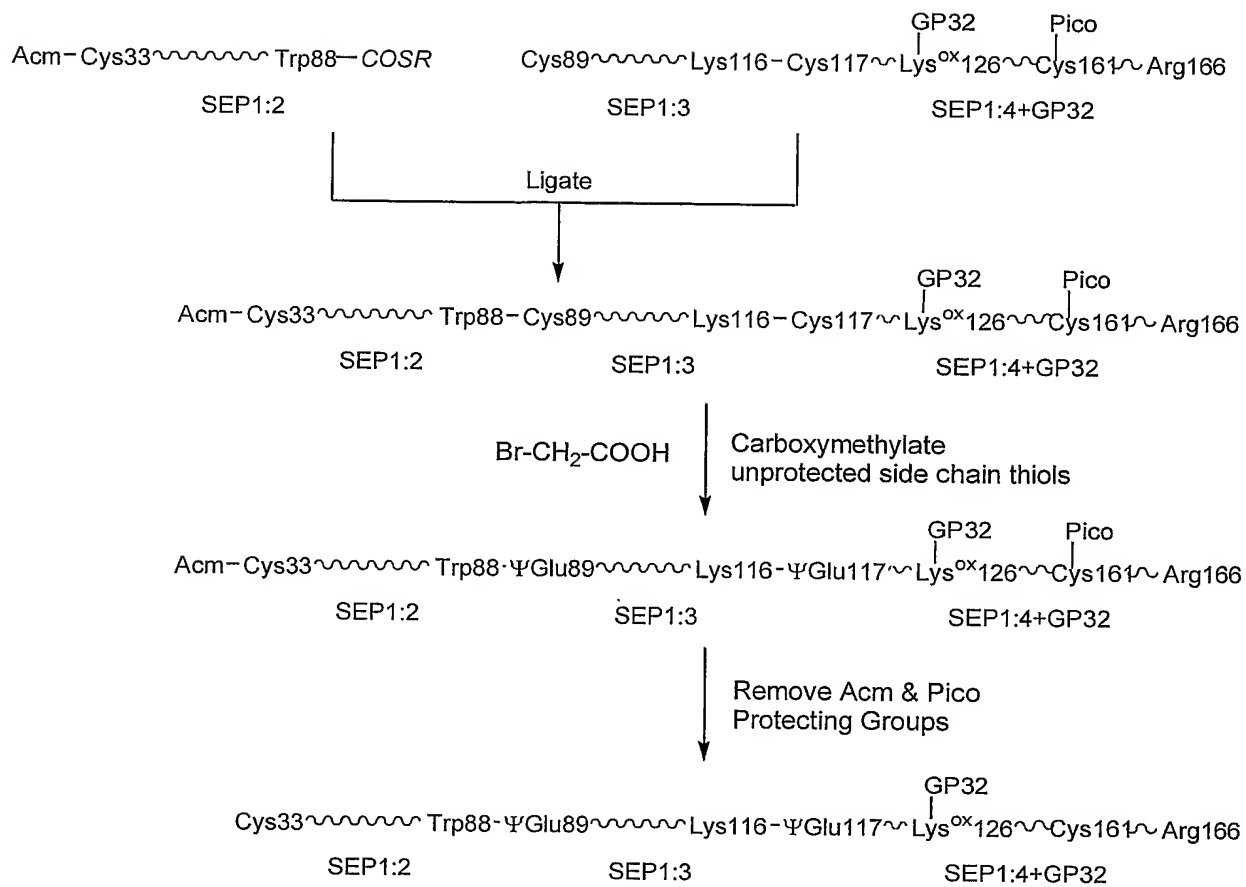 GP32 Pico
Acm-Cys33 Trp88-COSR Cys89 Lys116-Cys117 Lysox126 Cys161 Arg166
SEP1:2 SEP1:3 SEP1:4+GP32
Ligate
GP32 Pico
Acm-Cys33 Trp88-Cys89 Lys116-Cys117 Lysox126 Cys161 Arg166
SEP1:2 SEP1:3 SEP1:4+GP32
Br-CH2-COOH Carboxymethylate
unprotected side chain thiols
GP32 Pico
Acm-Cys33 Trp88·ΨGlu89 Lys116-ΨGlu117 Lysox126 Cys161 Arg166
SEP1:2 SEP1:3 SEP1:4+GP32
Remove Acm & Pico
Protecting Groups
GP32
Cys33 Trp88-ΨGlu89 Lys116-ΨGlu117 Lysox126 Cys161 Arg166
SEP1:2 SEP1:3 SEP1:4+GP32